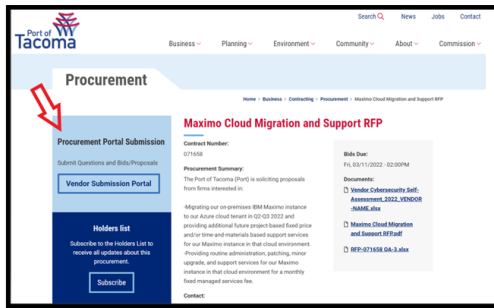 Search News Jobs Contact
Port of
Tacoma
Business Planning Environment Community About Commission
Procurement
Home > Business > Contracting > Procurement > Maximo Cloud Migration and Support RFP
Procurement Portal Submission
Submit Questions and Bids/Proposals
Vendor Submission Portal
Holders list
Subscribe to the Holders List to
receive all updates about this
procurement.
Subscribe
Maximo Cloud Migration and Support RFP
Contract Number:
071658
Procurement Summary:
The Port of Tacoma (Port) is soliciting proposals
from firms interested in:
-Migrating our on-premises IBM Maximo instance
to our Azure cloud tenant in Q2-Q3 2022 and
providing additional future project-based fixed price
and/or time-and-materials based support services
for our Maximo instance in that cloud environment.
-Providing routine administration, patching, minor
upgrade, and support services for our Maximo
instance in that cloud environment for a monthly
fixed managed services fee.
Contact:
Bids Due:
Fri, 03/11/2022 - 02:00PM
Documents:
Vendor Cybersecurity Self-
Assessment_2022_VENDOR
-NAME.xlsx
Maximo Cloud Migration
and Support RFP.pdf
RFP-071658 QA-3.xlsx